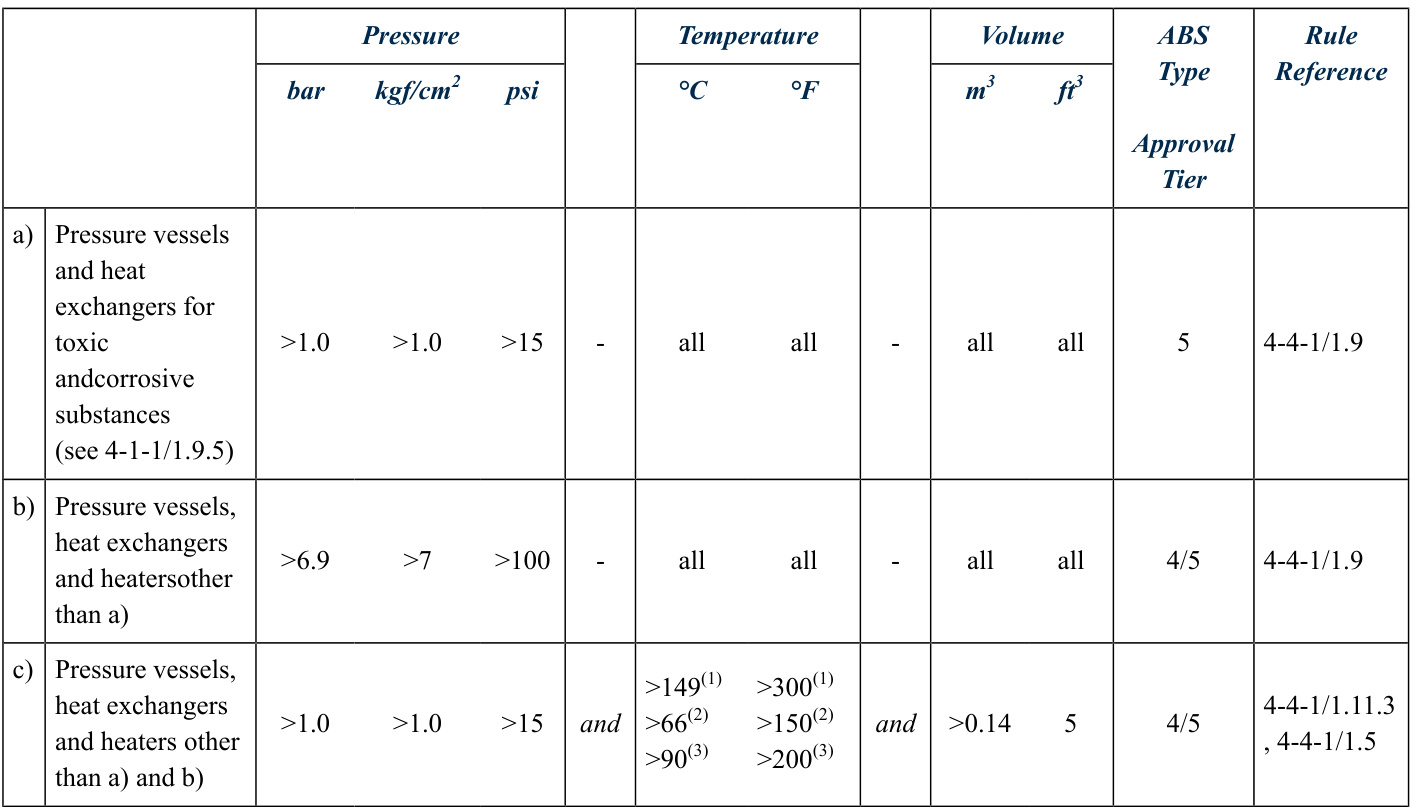 Pressure Temperature Volume ABS Type Approval Tier Rule Reference
bar kgf/cm² psi °C °F m³ ft³
a) Pressure vessels
and heat
exchangers for
toxic
andcorrosive
substances
(see 4-1-1/1.9.5)
>1.0 >1.0 >15 - all all - all all 5 4-4-1/1.9
b) Pressure vessels,
heat exchangers
and heatersother
than a)
>6.9 >7 >100 - all all - all all 4/5 4-4-1/1.9
c) Pressure vessels,
heat exchangers
and heaters other
than a) and b)
>1.0 >1.0 >15 and
>149(1) >300(1)
>66(2) >150(2)
>90(3) >200(3)
and >0.14 5 4/5
4-4-1/1.11.3
, 4-4-1/1.5